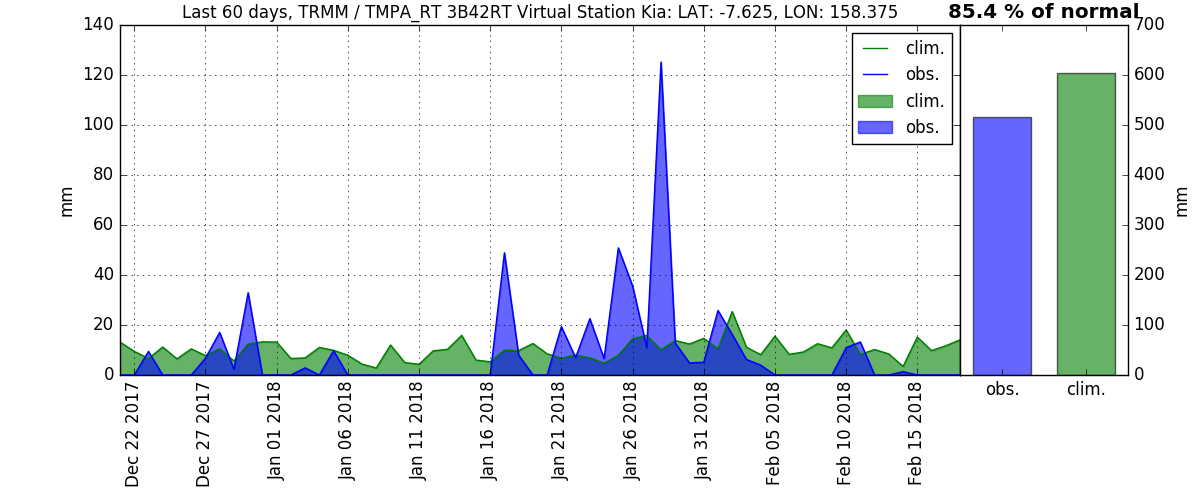 Last 60 days, TRMM / TMPA_RT 3B42RT Virtual Station Kia: LAT: -7.625, LON: 158.375
85.4 % of normal
140
120
100
80
60
40
20
0
mm
clim.
obs.
clim.
obs.
Dec 22 2017
Dec 27 2017
Jan 01 2018
Jan 06 2018
Jan 11 2018
Jan 16 2018
Jan 21 2018
Jan 26 2018
Jan 31 2018
Feb 05 2018
Feb 10 2018
Feb 15 2018
700
600
500
400
300
200
100
0
mm
obs.
clim.